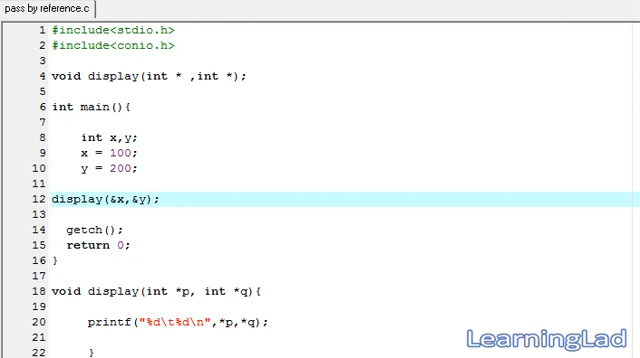 pass by reference.c
1 #include<stdio.h>
2 #include<conio.h>
3
4 void display(int * ,int *);
5
6 int main(){
7
8 int x,y;
9 x = 100;
10 y = 200;
11
12 display(&x,&y);
13
14 getch();
15 return 0;
16 }
17
18 void display(int *p, int *q){
19
20 printf("%d\t%d\n",*p,*q);
21
22 }
LearningLad